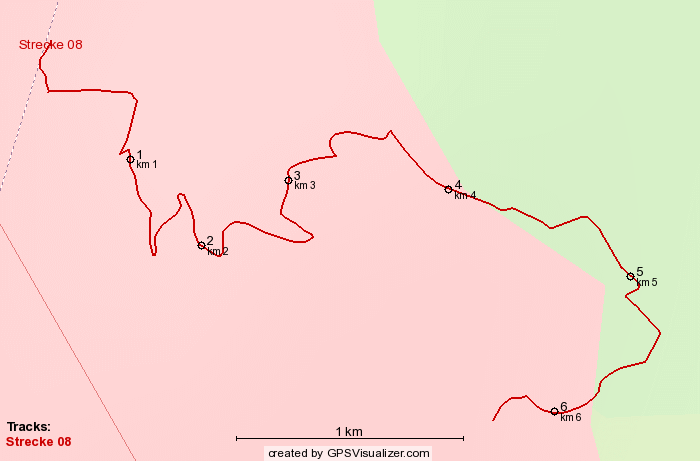 Strecke 08
1
km 1
2
km 2
3
km 3
4
km 4
5
km 5
6
km 6
Tracks:
Strecke 08
1 km
created by GPSVisualizer.com